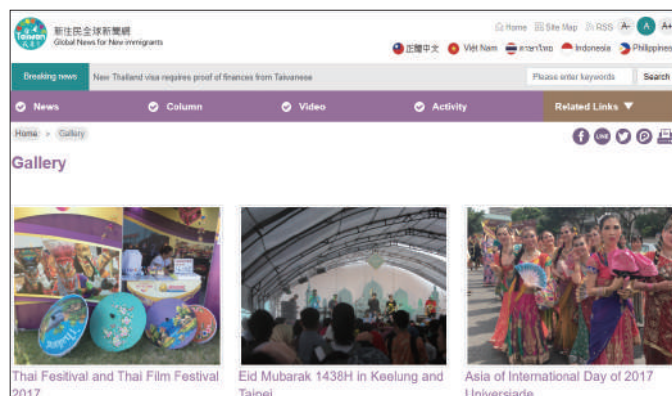 Taiwan
新住民全球新聞網
Global News for New immigrants
Home Site Map RSS A- A A+
正體中文 Việt Nam ภาษาไทย Indonesia Philippines
Breaking news New Thailand visa requires proof of finances from Taiwanese Please enter keywords Search
News Column Video Activity Related Links ▼
Home > Gallery
LINE
Gallery
Thai Fesitival and Thai Film Festival 2017
Eid Mubarak 1438H in Keelung and Taipei
Asia of International Day of 2017 Universiade